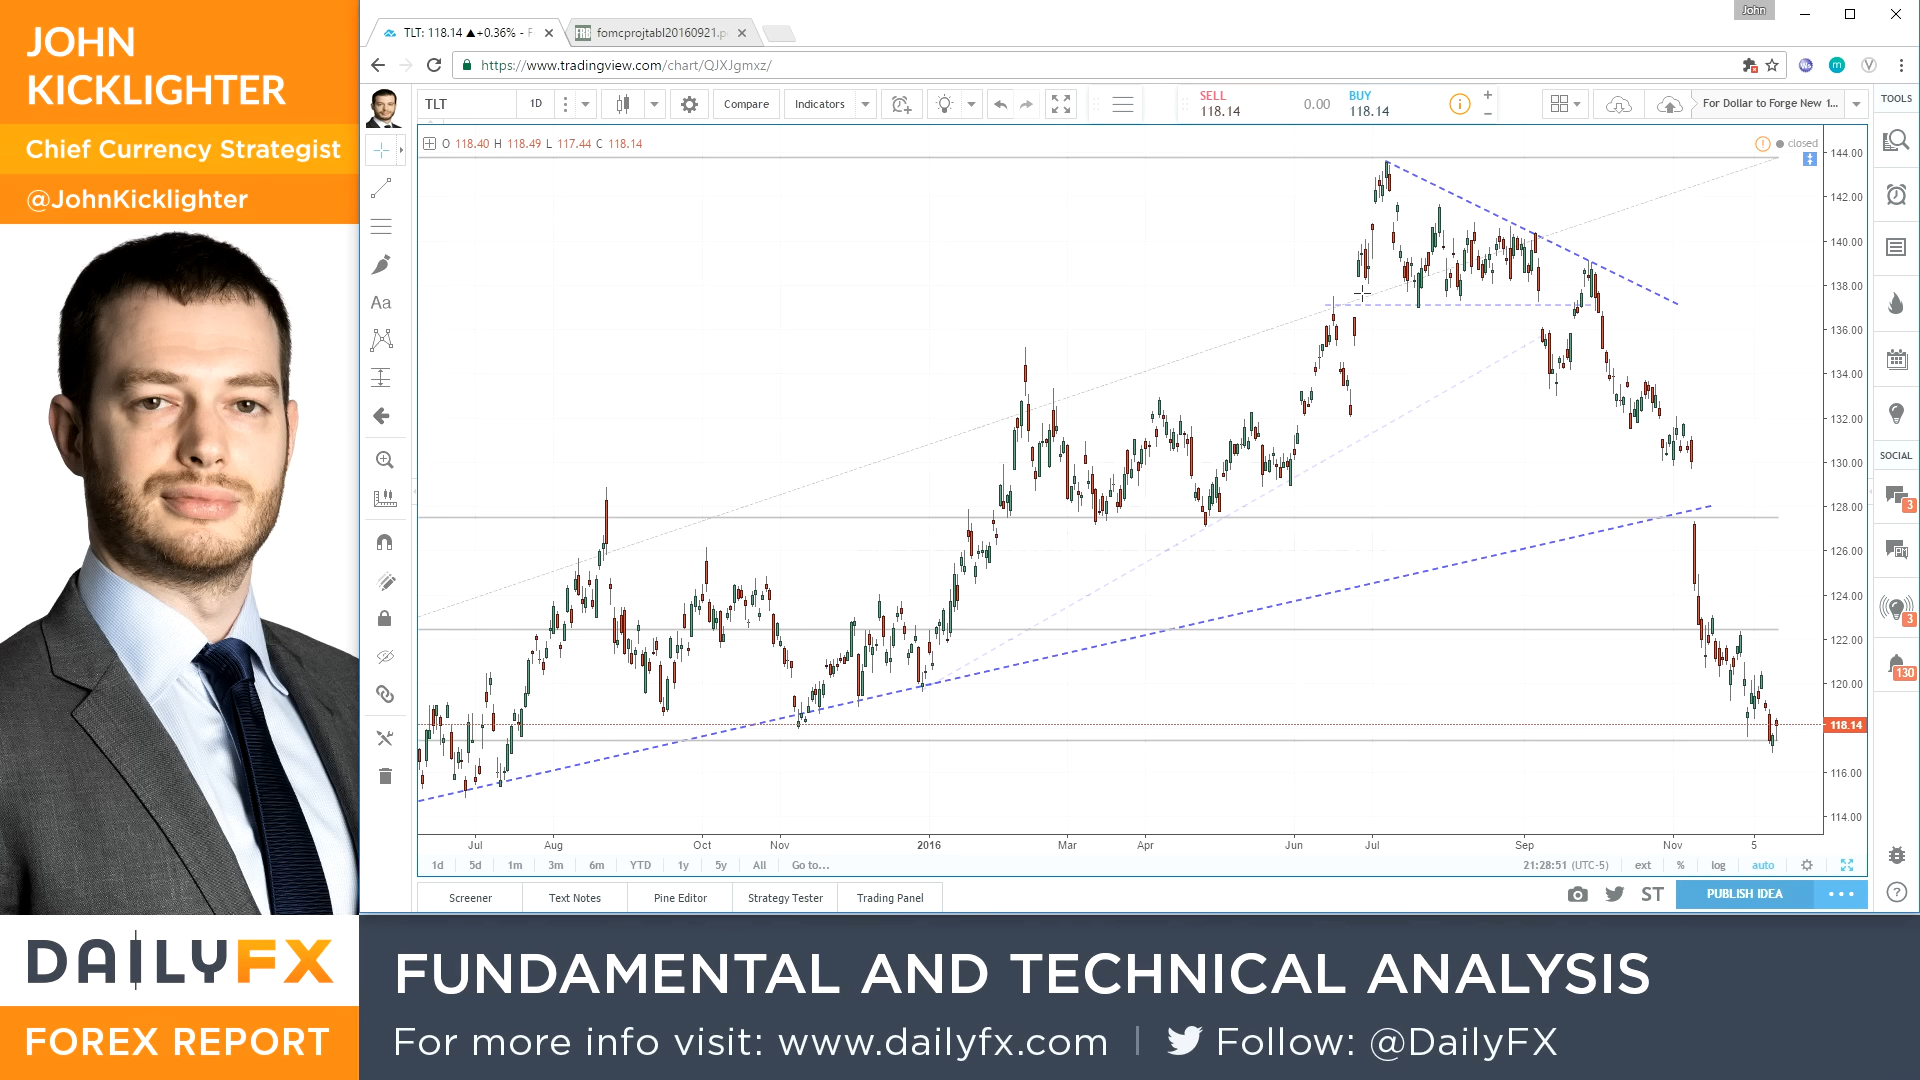 JOHN
KICKLIGHTER
Chief Currency Strategist
@JohnKicklighter
DAILYFX
FOREX REPORT
John
TLT: 118.14 ▲+0.36% - F
fomcprojtabl20160921.p
https://www.tradingview.com/chart/QJXJgmxz/
TLT 1D Compare Indicators SELL 118.14 0.00 BUY 118.14 For Dollar to Forge New 1...
TOOLS
O 118.40 H 118.49 L 117.44 C 118.14
closed
144.00
142.00
140.00
138.00
136.00
134.00
132.00
130.00
128.00
126.00
124.00
122.00
120.00
118.14
116.00
114.00
Aa
SOCIAL
3
3
130
Jul Aug Oct Nov 2016 Mar Apr Jun Jul Sep Nov 5
1d 5d 1m 3m 6m YTD 1y 5y All Go to... 21:28:51 (UTC-5) ext % log auto
Screener Text Notes Pine Editor Strategy Tester Trading Panel ST PUBLISH IDEA
FUNDAMENTAL AND TECHNICAL ANALYSIS
For more info visit: www.dailyfx.com | Follow: @DailyFX